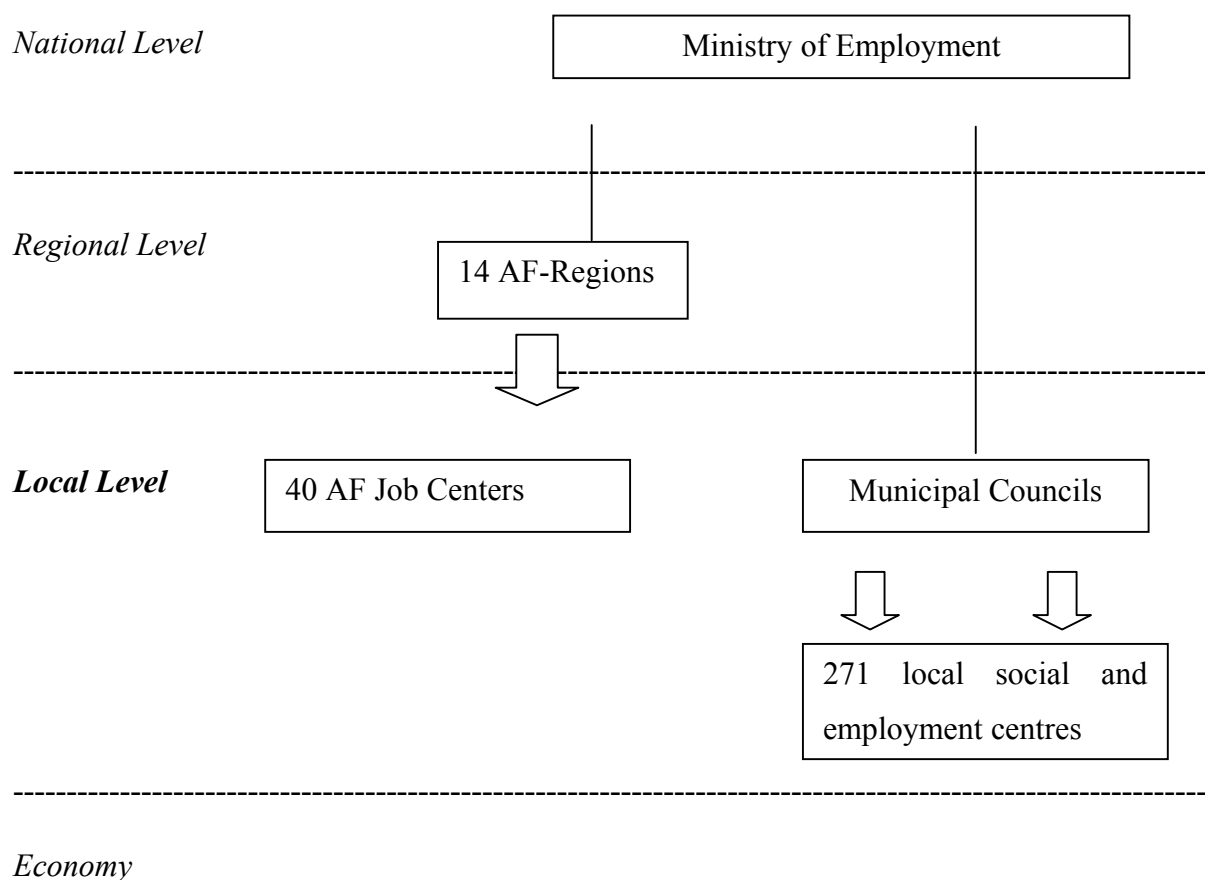 National Level
Ministry of Employment
Regional Level
14 AF-Regions
Local Level
40 AF Job Centers
Municipal Councils
271 local social and
employment centres
Economy